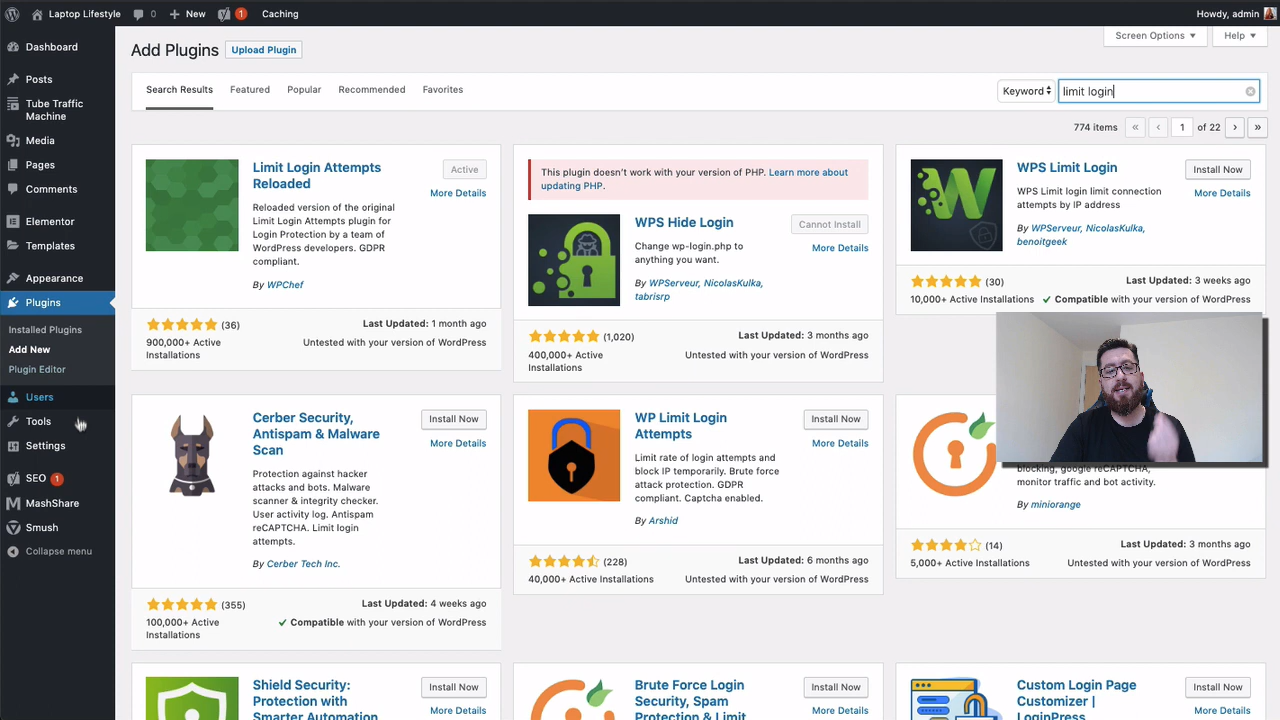 Laptop Lifestyle
0
New
1
Caching
Howdy, admin
Dashboard
Posts
Tube Traffic
Machine
Media
Pages
Comments
Elementor
Templates
Appearance
Plugins
Installed Plugins
Add New
Plugin Editor
Users
Tools
Settings
SEO 1
MashShare
Smush
Collapse menu
Add Plugins
Upload Plugin
Screen Options
Help
Search Results
Featured
Popular
Recommended
Favorites
Keyword
limit login
774 items
«
‹
1
of 22
›
»
Limit Login Attempts
Reloaded
Active
More Details
Reloaded version of the original
Limit Login Attempts plugin for
Login Protection by a team of
WordPress developers. GDPR
compliant.
By WPChef
(36)
900,000+ Active
Installations
Last Updated: 1 month ago
Untested with your version of WordPress
This plugin doesn't work with your version of PHP. Learn more about
updating PHP.
WPS Hide Login
Cannot Install
More Details
Change wp-login.php to
anything you want.
By WPServeur, NicolasKulka,
tabrisrp
(1,020)
400,000+ Active
Installations
Last Updated: 3 months ago
Untested with your version of WordPress
WPS Limit Login
Install Now
More Details
WPS Limit login limit connection
attempts by IP address
By WPServeur, NicolasKulka,
benoitgeek
(30)
10,000+ Active Installations
Last Updated: 3 weeks ago
Compatible with your version of WordPress
Cerber Security,
Antispam & Malware
Scan
Install Now
More Details
Protection against hacker
attacks and bots. Malware
scanner & integrity checker.
User activity log. Antispam
reCAPTCHA. Limit login
attempts.
By Cerber Tech Inc.
(355)
100,000+ Active
Installations
Last Updated: 4 weeks ago
Compatible with your version of WordPress
WP Limit Login
Attempts
Install Now
More Details
Limit rate of login attempts and
block IP temporarily. Brute force
attack protection. GDPR
compliant. Captcha enabled.
By Arshid
(228)
40,000+ Active Installations
Last Updated: 6 months ago
Untested with your version of WordPress
blocking, google reCAPTCHA,
monitor traffic and bot activity.
By miniorange
(14)
5,000+ Active Installations
Last Updated: 3 months ago
Untested with your version of WordPress
Shield Security:
Protection with
Smarter Automation
Install Now
More Details
Brute Force Login
Security, Spam
Protection & Limit
Install Now
More Details
Custom Login Page
Customizer |
LoginPress
Install Now
More Details